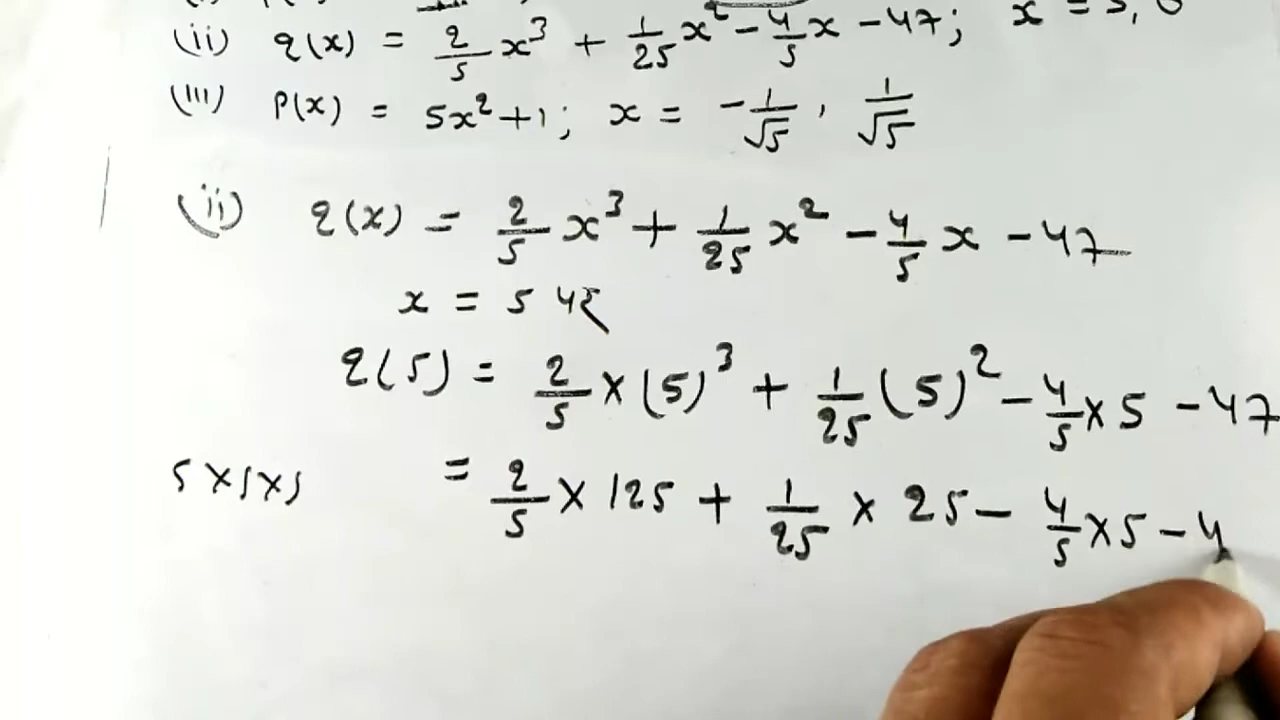 (ii) q(x) = 2/5 x³ + 1/25 x² - 4/5 x - 47; x = 5, 0
(iii) P(x) = 5x² + 1; x = -1/√5, 1/√5
(ii) q(x) = 2/5 x³ + 1/25 x² - 4/5 x - 47
x = 5 पर
q(5) = 2/5 × (5)³ + 1/25 (5)² - 4/5 × 5 - 47
5×5×5 = 2/5 × 125 + 1/25 × 25 - 4/5 × 5 - 4